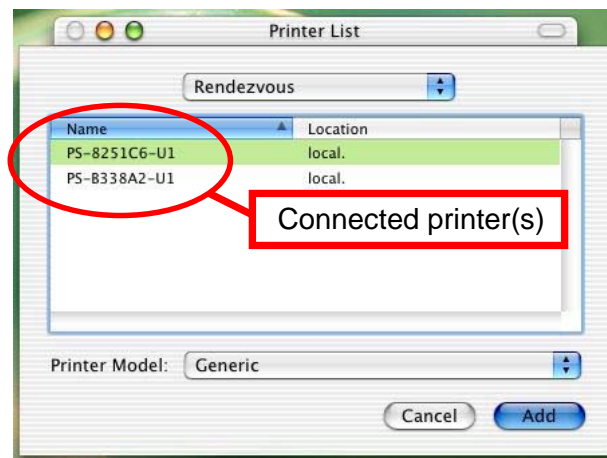 Printer List
Rendezvous
Name Location
PS-8251C6-U1 local.
PS-B338A2-U1 local.
Connected printer(s)
Printer Model: Generic
Cancel Add